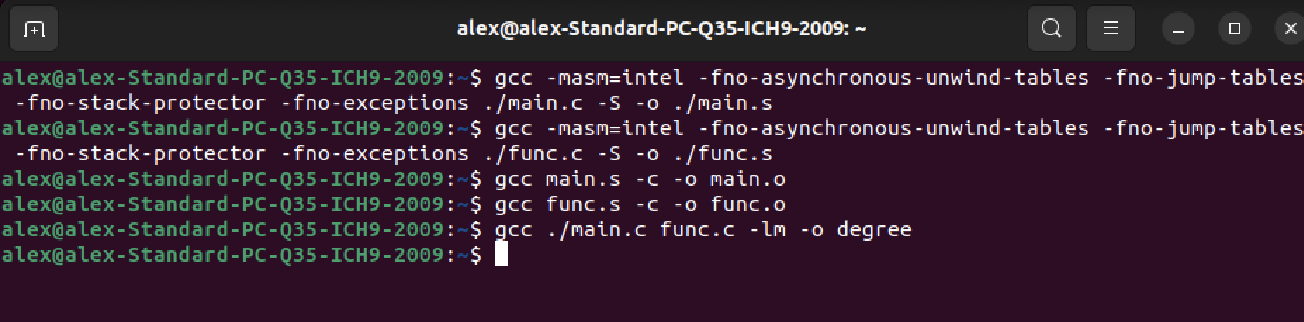 alex@alex-Standard-PC-Q35-ICH9-2009: ~
alex@alex-Standard-PC-Q35-ICH9-2009:~$ gcc -masm=intel -fno-asynchronous-unwind-tables -fno-jump-tables
-fno-stack-protector -fno-exceptions ./main.c -S -o ./main.s
alex@alex-Standard-PC-Q35-ICH9-2009:~$ gcc -masm=intel -fno-asynchronous-unwind-tables -fno-jump-tables
-fno-stack-protector -fno-exceptions ./func.c -S -o ./func.s
alex@alex-Standard-PC-Q35-ICH9-2009:~$ gcc main.s -c -o main.o
alex@alex-Standard-PC-Q35-ICH9-2009:~$ gcc func.s -c -o func.o
alex@alex-Standard-PC-Q35-ICH9-2009:~$ gcc ./main.c func.c -lm -o degree
alex@alex-Standard-PC-Q35-ICH9-2009:~$